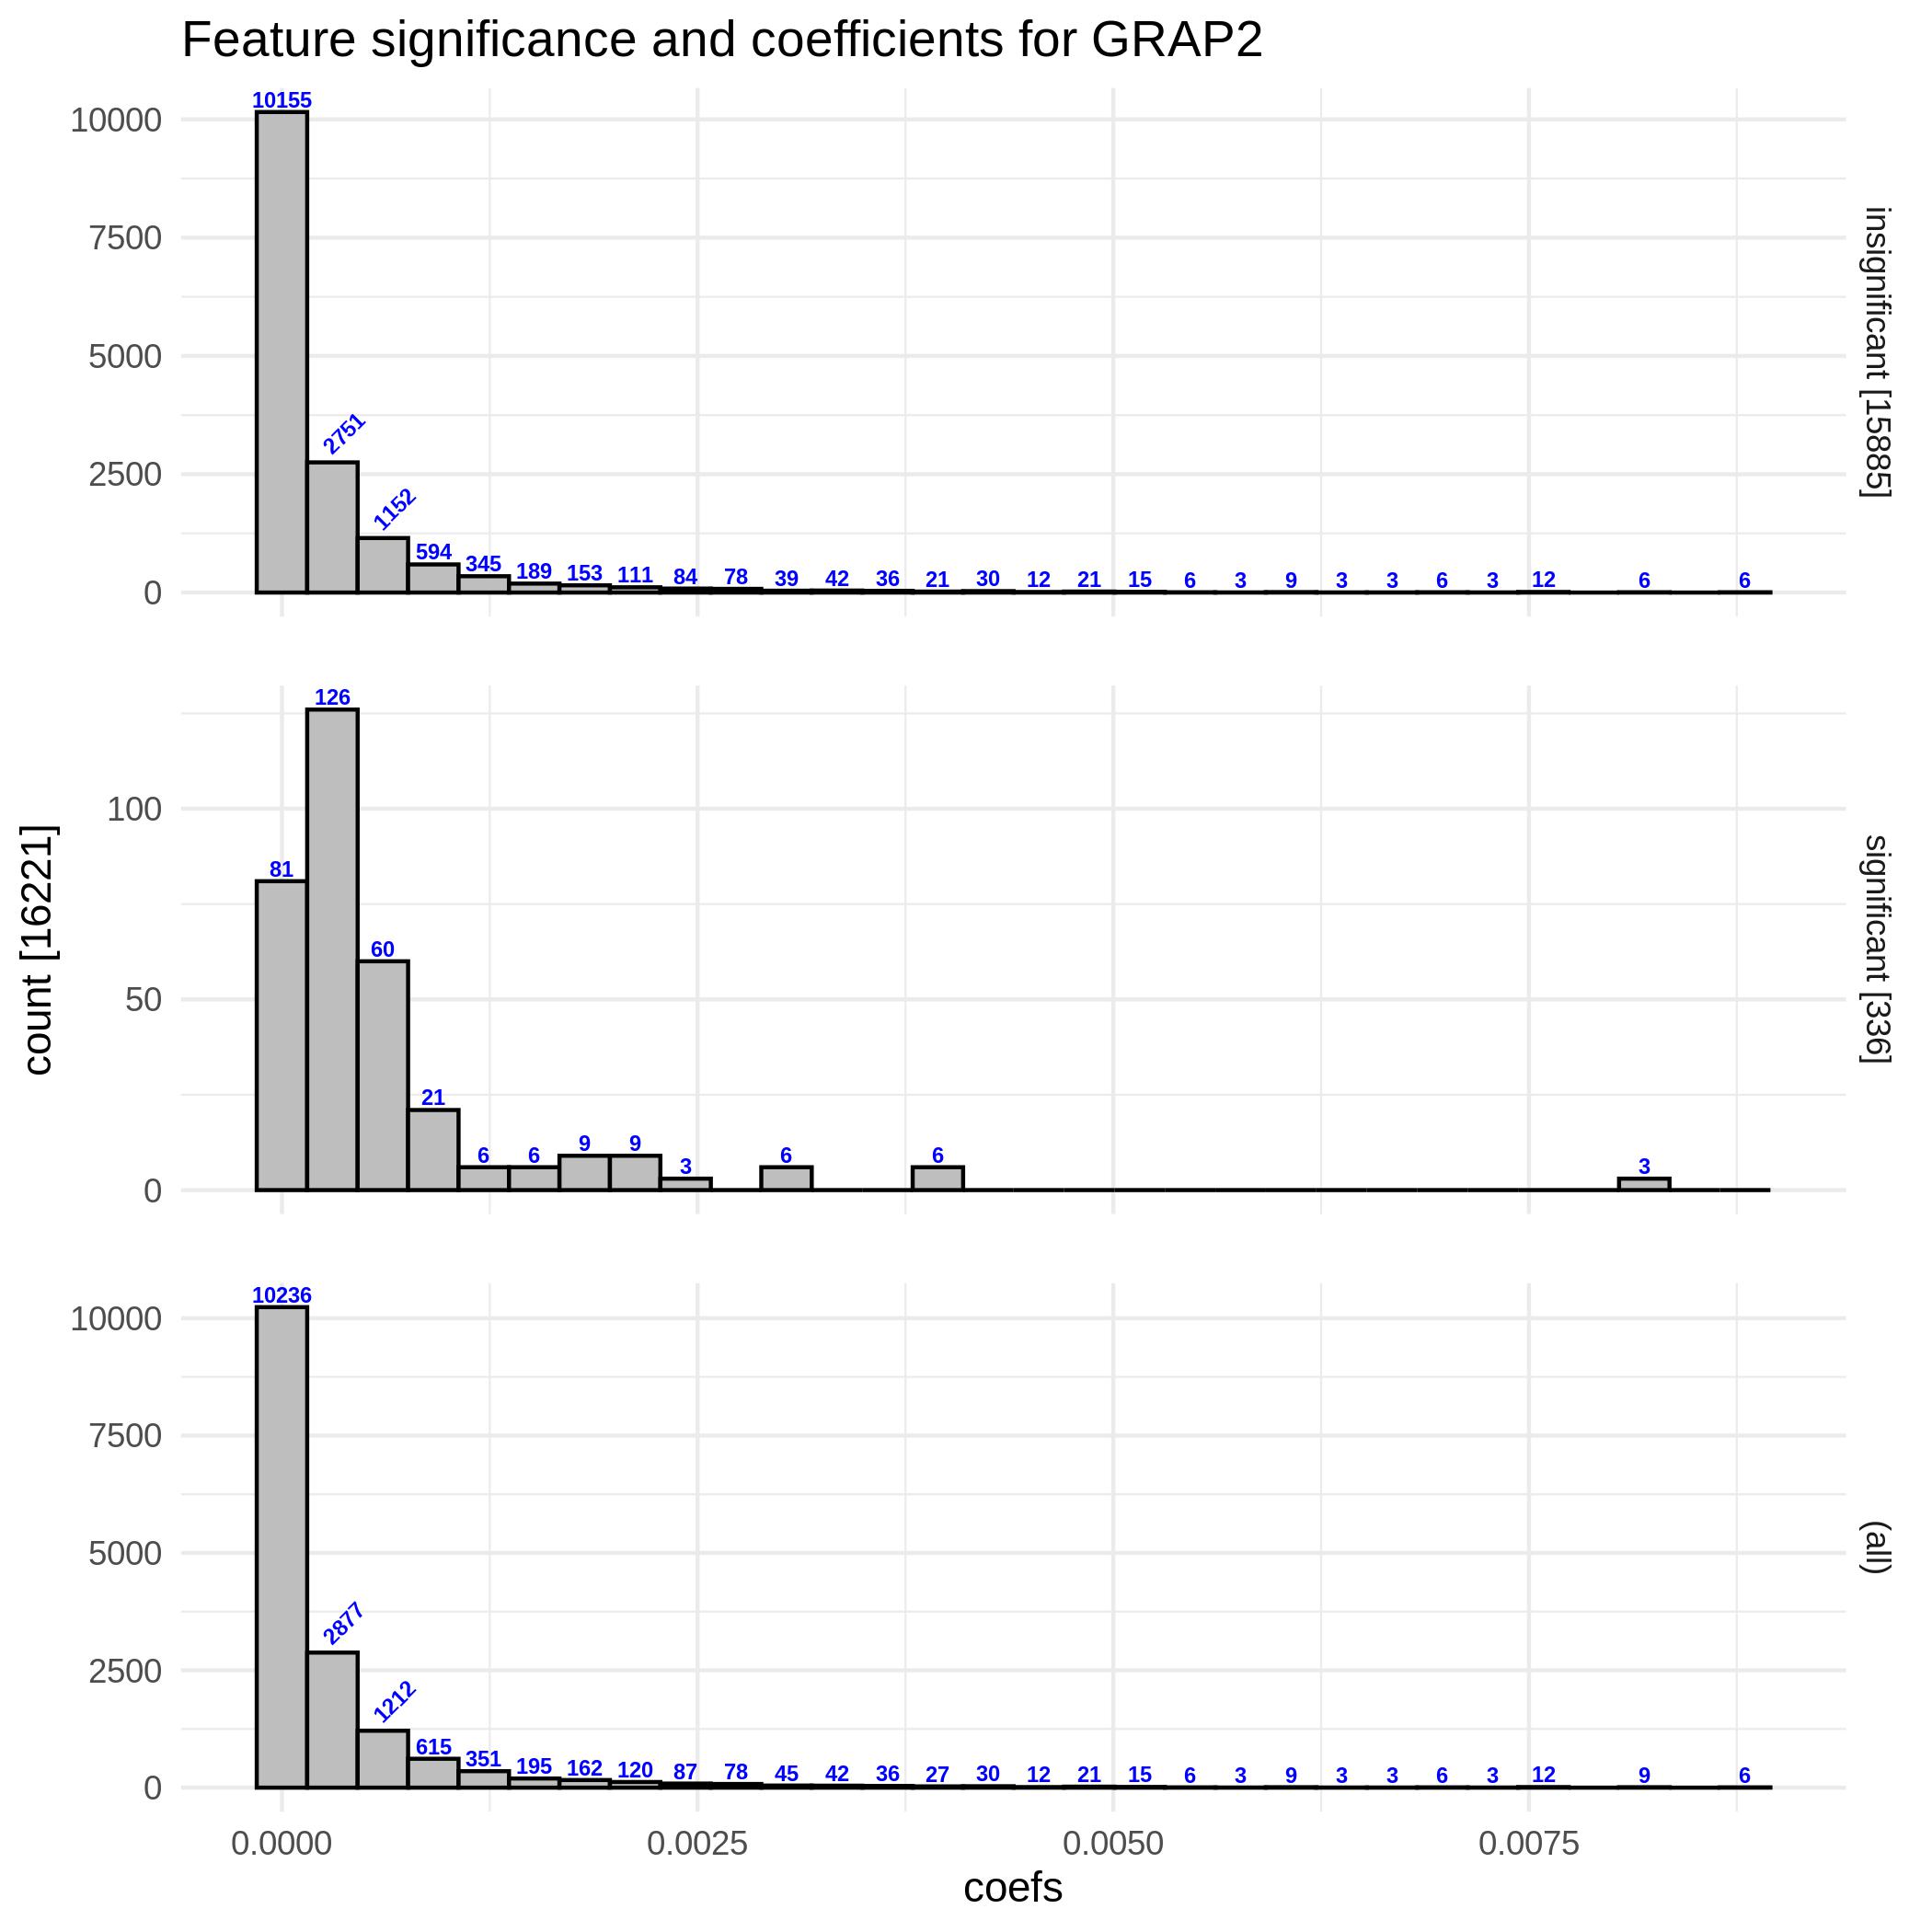 Feature significance and coefficients for GRAP2
10155
10000
7500
5000
2500
0
2751
1152
594 345 189 153 111 84 78 39 42 36 21 30 12 21 15 6 3 9 3 3 6 3 12 6 6
insignificant [15885]
count [16221]
126
100
50
0
81
60
21
6 6 9 9 3 6 6 3
significant [336]
10236
10000
7500
5000
2500
0
2877
1212
615 351 195 162 120 87 78 45 42 36 27 30 12 21 15 6 3 9 3 3 6 3 12 9 6
(all)
0.0000 0.0025 0.0050 0.0075
coefs